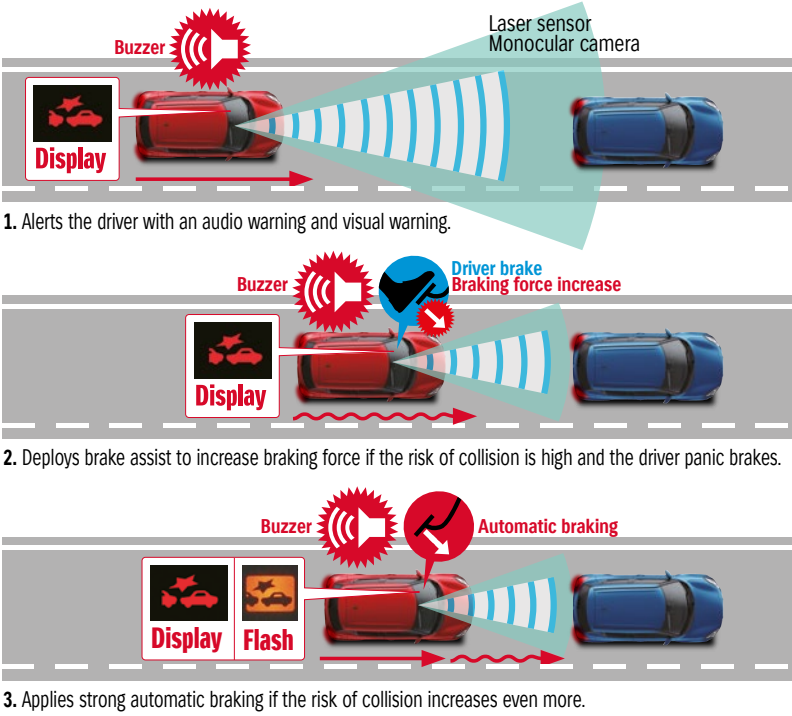 Laser sensor
Monocular camera
Buzzer
Display
1. Alerts the driver with an audio warning and visual warning.
Driver brake
Buzzer
Braking force increase
Display
2. Deploys brake assist to increase braking force if the risk of collision is high and the driver panic brakes.
Buzzer
Automatic braking
Display
Flash
3. Applies strong automatic braking if the risk of collision increases even more.